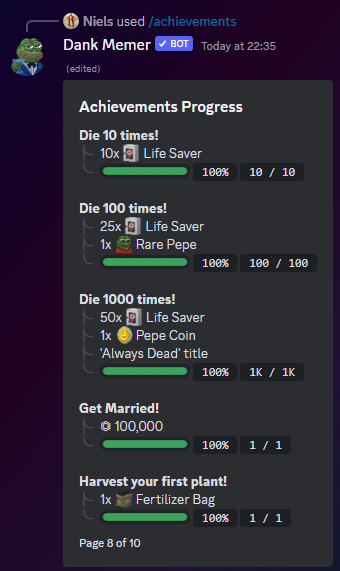 Niels used /achievements
Dank Memer ✓ BOT Today at 22:35
(edited)
Achievements Progress
Die 10 times!
10x Life Saver
100% 10 / 10
Die 100 times!
25x Life Saver
1x Rare Pepe
100% 100 / 100
Die 1000 times!
50x Life Saver
1x Pepe Coin
'Always Dead' title
100% 1K / 1K
Get Married!
⏣ 100,000
100% 1 / 1
Harvest your first plant!
1x Fertilizer Bag
100% 1 / 1
Page 8 of 10